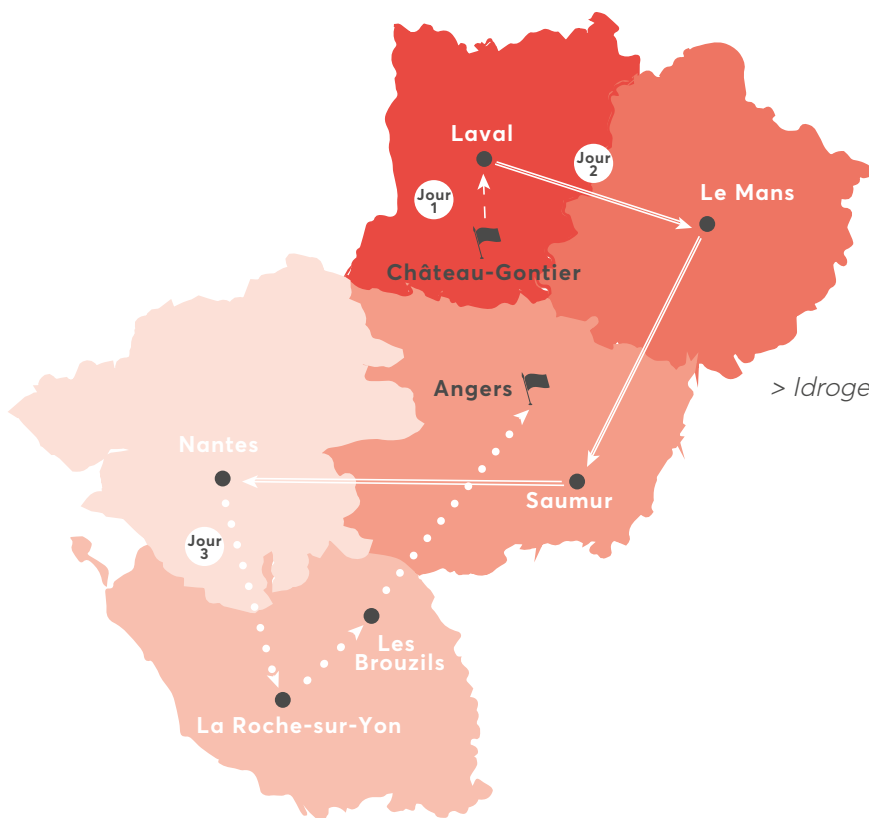 Laval
Jour
2
Le Mans
Jour
1
Château-Gontier
Angers
> Idroge
Nantes
Saumur
Jour
3
Les
Brouzils
La Roche-sur-Yon